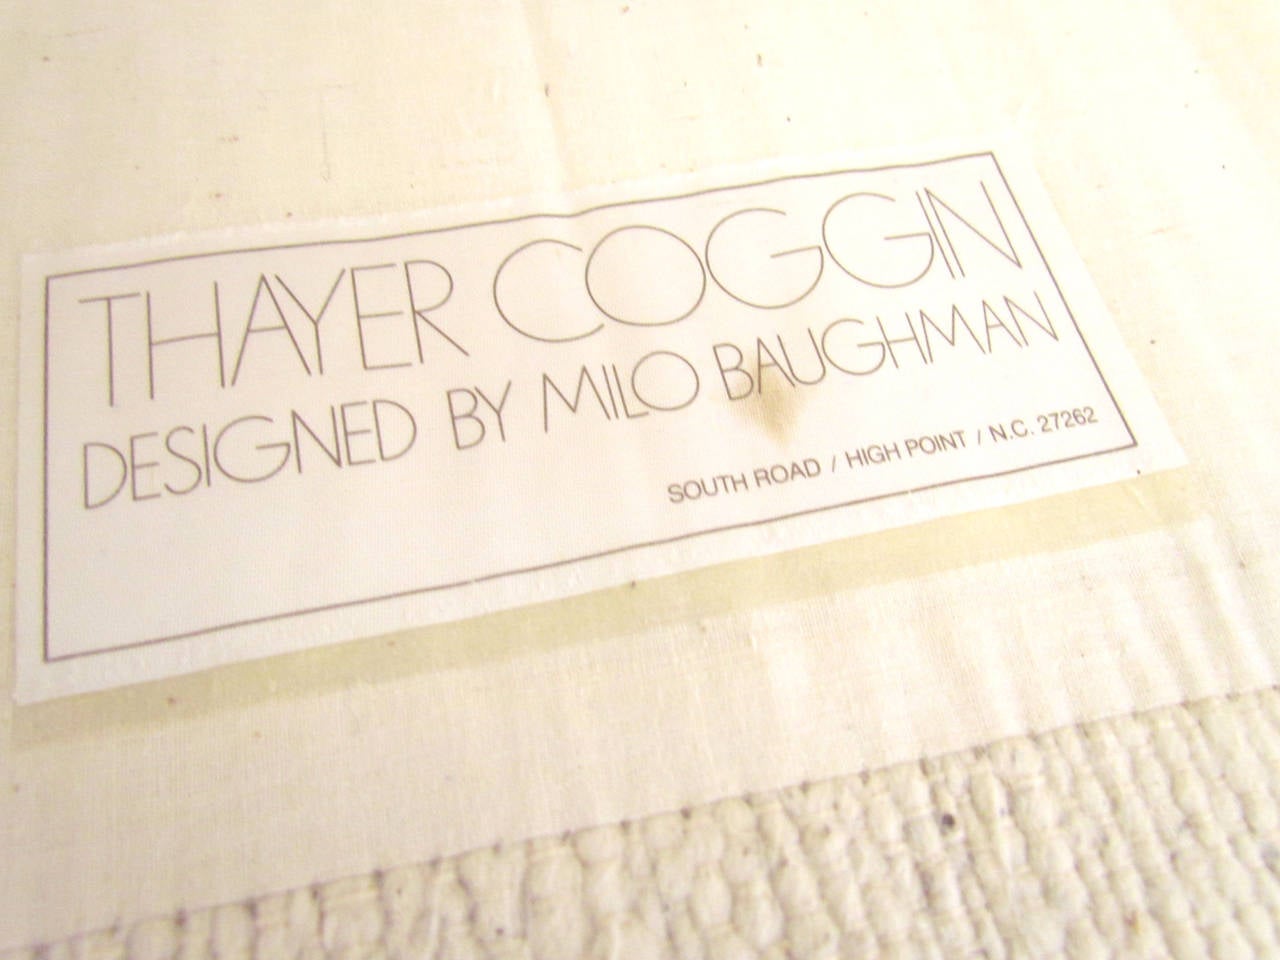 THAYER COGGIN
DESIGNED BY MILO BAUGHMAN
SOUTH ROAD / HIGH POINT / N.C. 27262